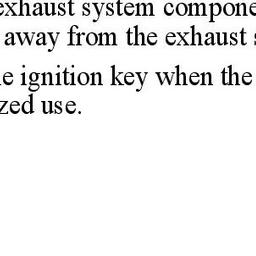 exhaust system compone
away from the exhaust
e ignition key when the
zed use.